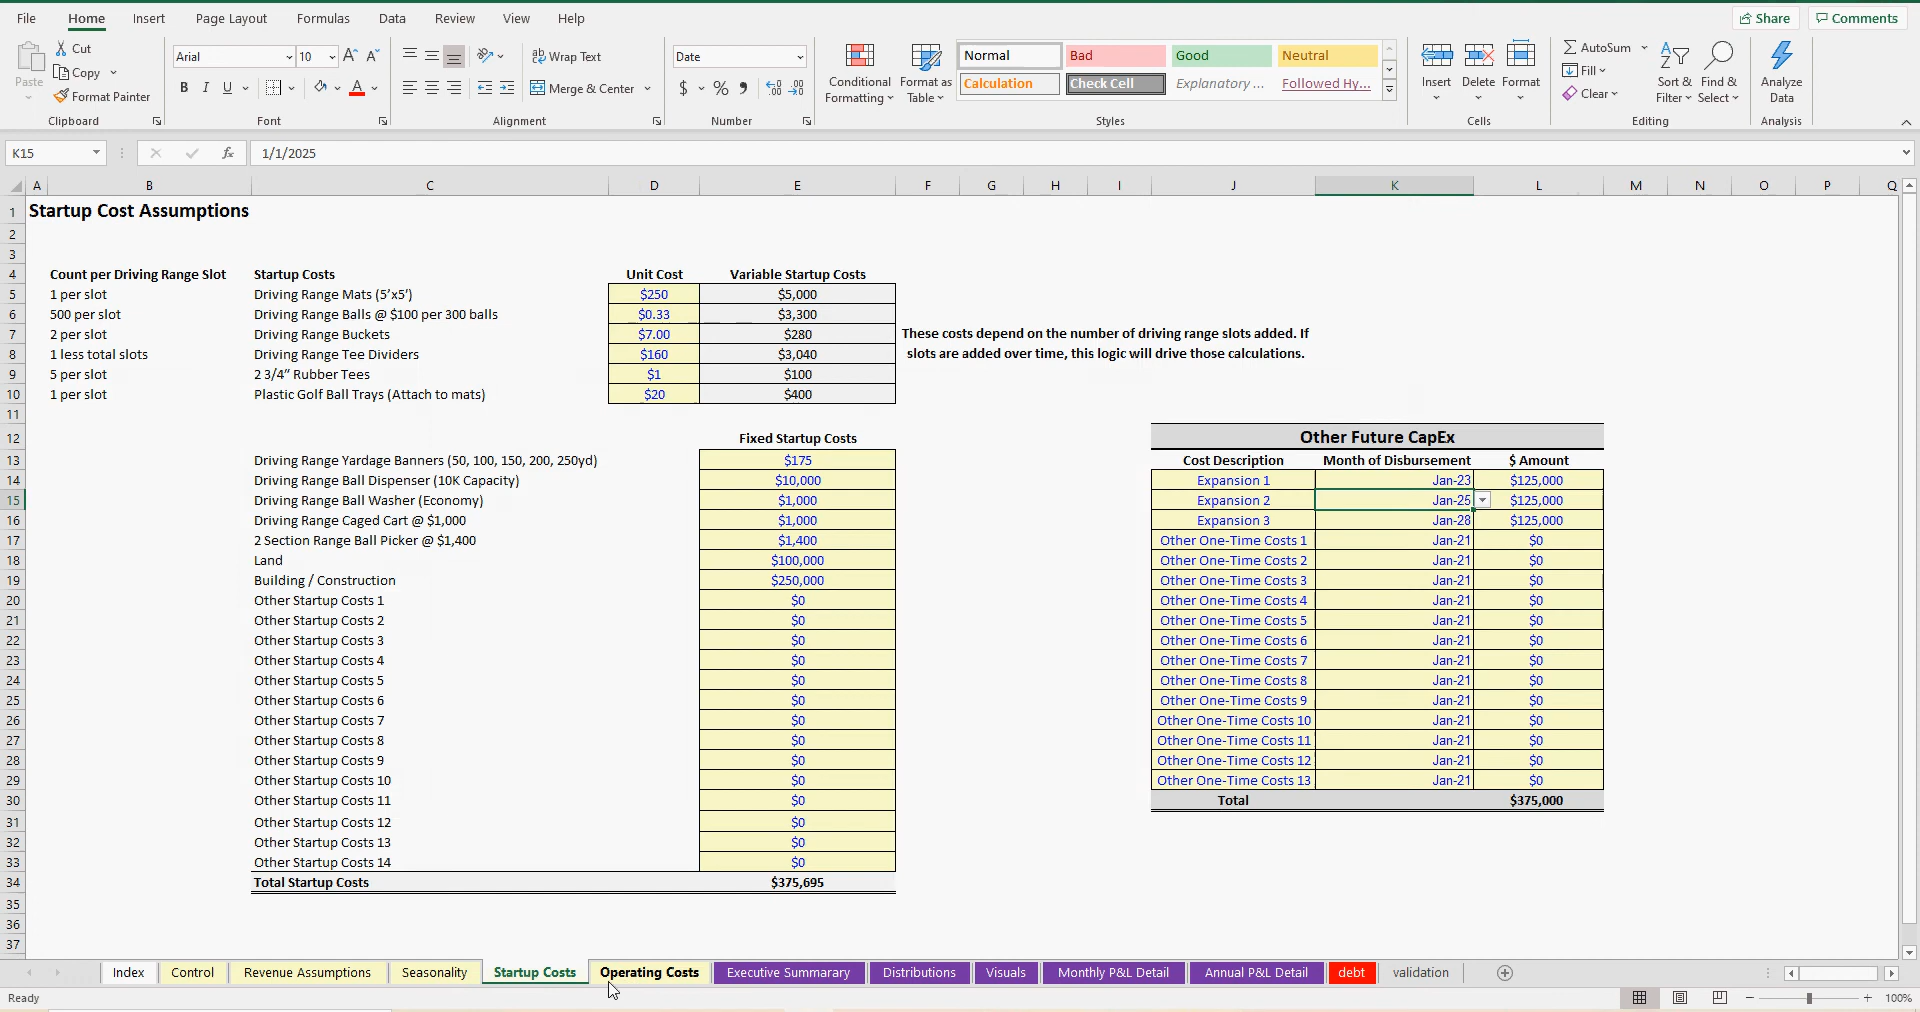 File Home Insert Page Layout Formulas Data Review View Help Share Comments
Paste Cut Copy Format Painter
Arial 10 B I U
Wrap Text Merge & Center
Date $ % 9
Conditional Formatting Format as Table
Normal Bad Good Neutral
Calculation Check Cell Explanatory ... Followed Hy...
Insert Delete Format
AutoSum Fill Clear
Sort & Filter Find & Select Analyze Data
Clipboard Font Alignment Number Styles Cells Editing Analysis
K15 fx 1/1/2025
A B C D E F G H I J K L M N O P Q
1 Startup Cost Assumptions
2
3
4 Count per Driving Range Slot Startup Costs Unit Cost Variable Startup Costs
5 1 per slot Driving Range Mats (5’x5’) $250 $5,000
6 500 per slot Driving Range Balls @ $100 per 300 balls $0.33 $3,300
7 2 per slot Driving Range Buckets $7.00 $280 These costs depend on the number of driving range slots added. If
8 1 less total slots Driving Range Tee Dividers $160 $3,040 slots are added over time, this logic will drive those calculations.
9 5 per slot 2 3/4” Rubber Tees $1 $100
10 1 per slot Plastic Golf Ball Trays (Attach to mats) $20 $400
11
12 Fixed Startup Costs Other Future CapEx
13 Driving Range Yardage Banners (50, 100, 150, 200, 250yd) $175 Cost Description Month of Disbursement $ Amount
14 Driving Range Ball Dispenser (10K Capacity) $10,000 Expansion 1 Jan-23 $125,000
15 Driving Range Ball Washer (Economy) $1,000 Expansion 2 Jan-25 $125,000
16 Driving Range Caged Cart @ $1,000 $1,000 Expansion 3 Jan-28 $125,000
17 2 Section Range Ball Picker @ $1,400 $1,400 Other One-Time Costs 1 Jan-21 $0
18 Land $100,000 Other One-Time Costs 2 Jan-21 $0
19 Building / Construction $250,000 Other One-Time Costs 3 Jan-21 $0
20 Other Startup Costs 1 $0 Other One-Time Costs 4 Jan-21 $0
21 Other Startup Costs 2 $0 Other One-Time Costs 5 Jan-21 $0
22 Other Startup Costs 3 $0 Other One-Time Costs 6 Jan-21 $0
23 Other Startup Costs 4 $0 Other One-Time Costs 7 Jan-21 $0
24 Other Startup Costs 5 $0 Other One-Time Costs 8 Jan-21 $0
25 Other Startup Costs 6 $0 Other One-Time Costs 9 Jan-21 $0
26 Other Startup Costs 7 $0 Other One-Time Costs 10 Jan-21 $0
27 Other Startup Costs 8 $0 Other One-Time Costs 11 Jan-21 $0
28 Other Startup Costs 9 $0 Other One-Time Costs 12 Jan-21 $0
29 Other Startup Costs 10 $0 Other One-Time Costs 13 Jan-21 $0
30 Other Startup Costs 11 $0 Total $375,000
31 Other Startup Costs 12 $0
32 Other Startup Costs 13 $0
33 Other Startup Costs 14 $0
34 Total Startup Costs $375,695
35
36
37
Index Control Revenue Assumptions Seasonality Startup Costs Operating Costs Executive Summarary Distributions Visuals Monthly P&L Detail Annual P&L Detail debt validation
Ready 100%